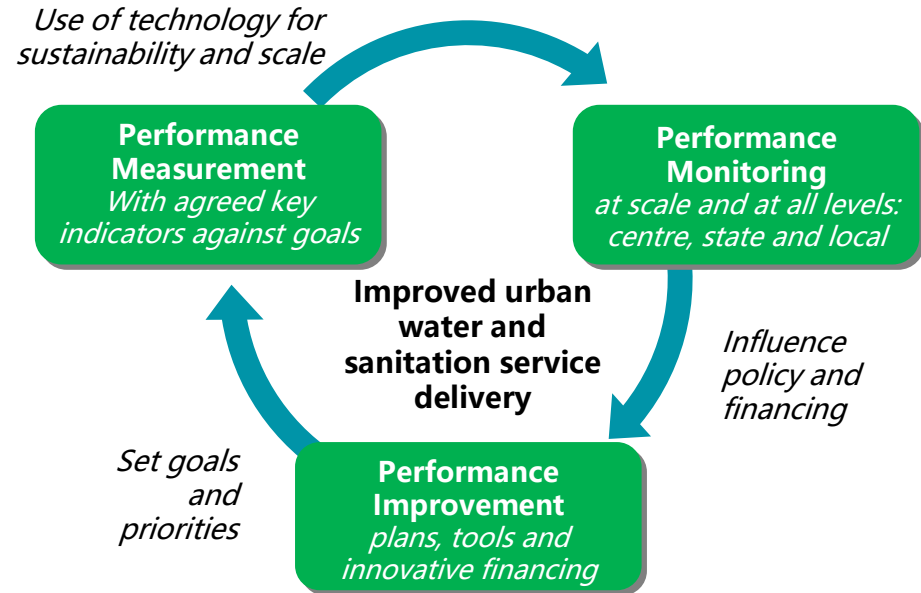 Use of technology for
sustainability and scale
Performance
Measurement
With agreed key
indicators against goals
Performance
Monitoring
at scale and at all levels:
centre, state and local
Improved urban
water and
sanitation service
delivery
Influence
policy and
financing
Set goals
and
priorities
Performance
Improvement
plans, tools and
innovative financing